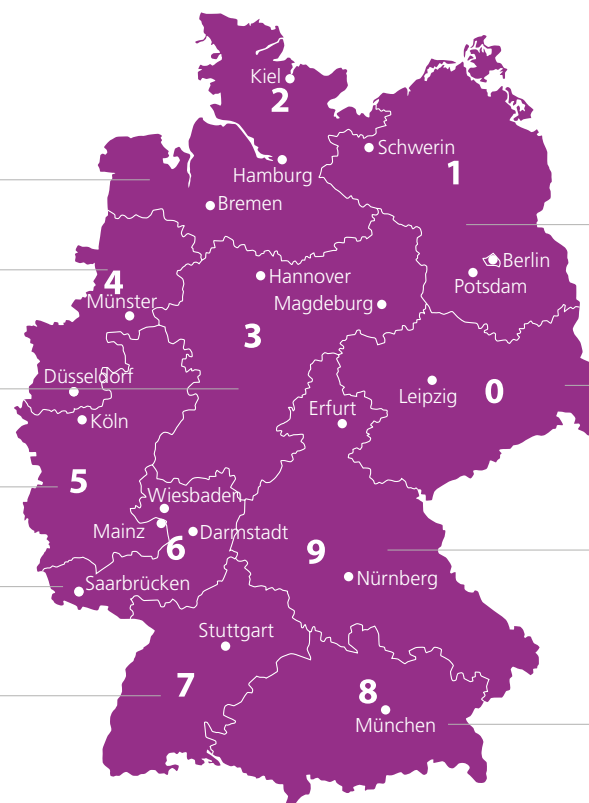 Kiel
2
Schwerin
1
Hamburg
Bremen
Berlin
Hannover
4
Potsdam
Münster
Magdeburg
3
Düsseldorf
Leipzig
0
Erfurt
Köln
5
Wiesbaden
Mainz
Darmstadt
6
9
Nürnberg
Saarbrücken
Stuttgart
7
8
München